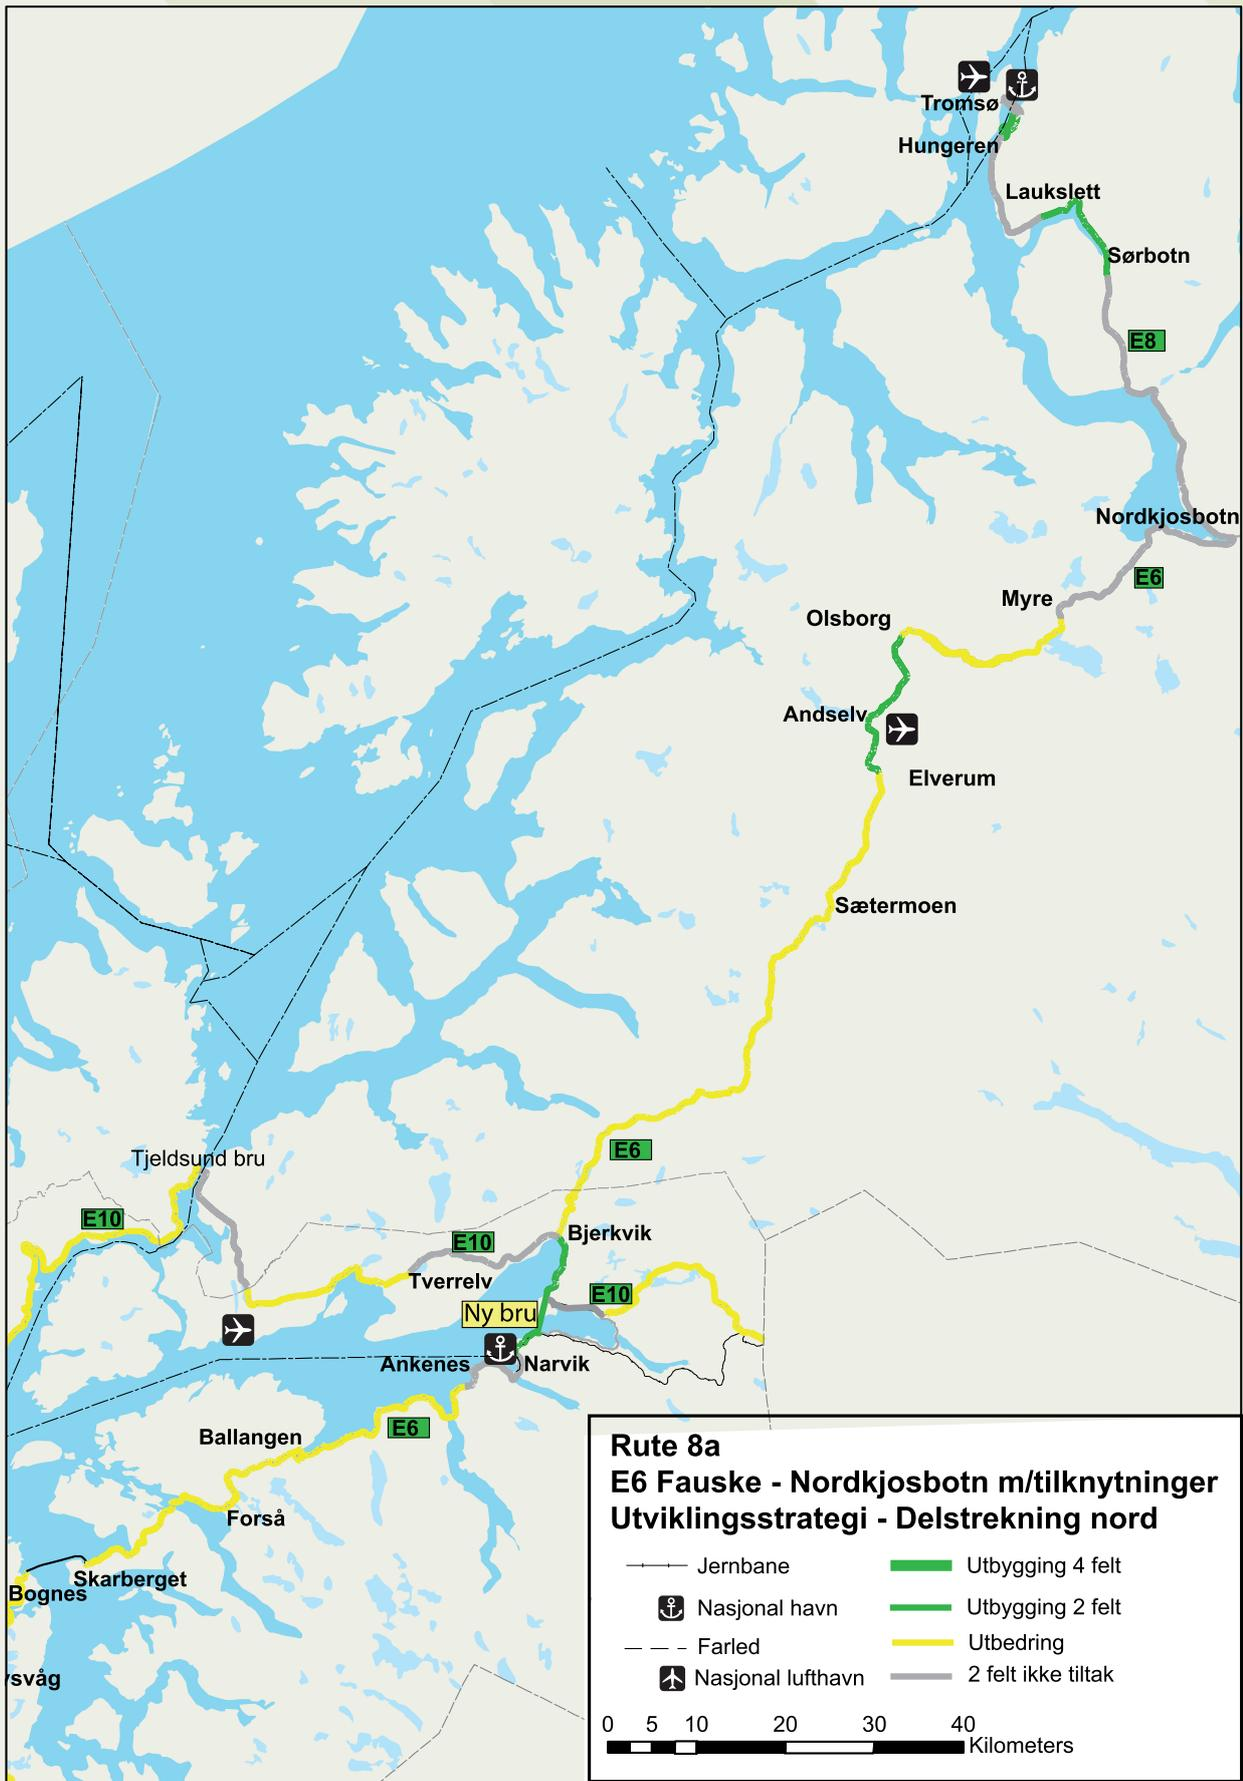 Tromsø
Hungeren
Laukslett
Sørbotn
E8
Nordkjosbotn
E6
Myre
Olsborg
Andselv
Elverum
Sætermoen
E6
Tjeldsund bru
E10
Bjerkvik
E10
Tverrelv
E10
Ny bru
Ankenes
Narvik
E6
Ballangen
Forså
Skarberget
Bognes
ysvåg
Rute 8a
E6 Fauske - Nordkjosbotn m/tilknytninger
Utviklingsstrategi - Delstrekning nord
Jernbane
Utbygging 4 felt
Nasjonal havn
Utbygging 2 felt
Farled
Utbedring
Nasjonal lufthavn
2 felt ikke tiltak
0 5 10 20 30 40
Kilometers